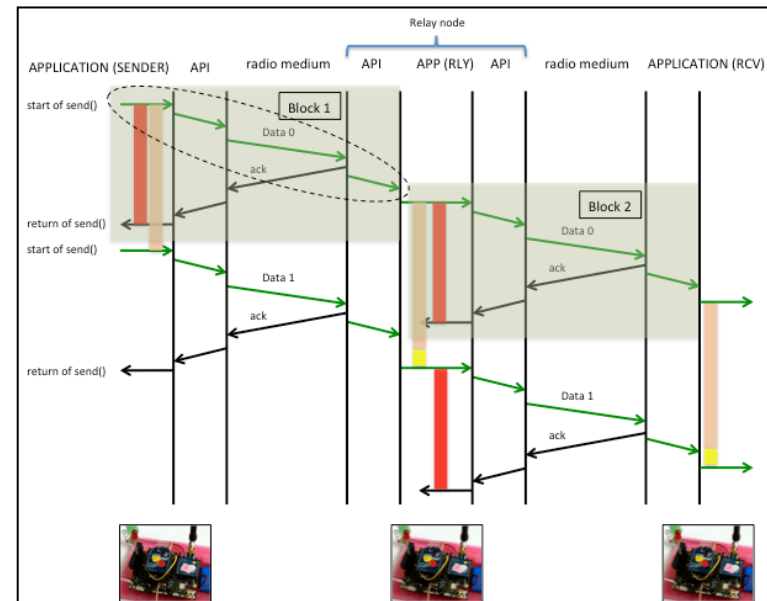 Relay node
APPLICATION (SENDER)
API
radio medium
API
APP (RLY)
API
radio medium
APPLICATION (RCV)
start of send()
Block 1
Data 0
ack
return of send()
Block 2
Data 0
start of send()
ack
Data 1
ack
return of send()
Data 1
ack